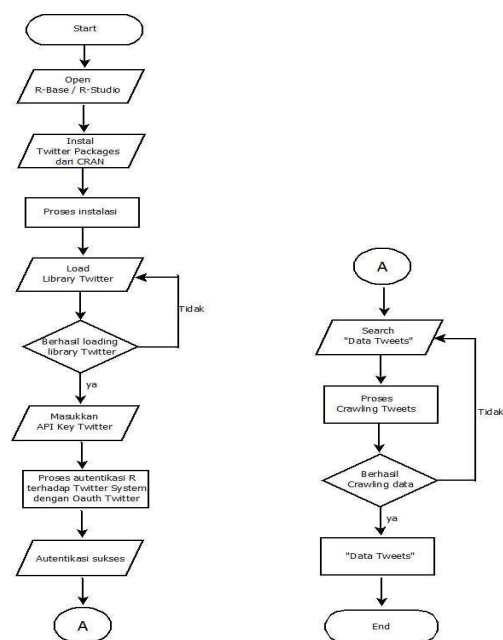 Start
Open
R-Base / R-Studio
Instal
Twitter Packages
dari CRAN
Proses instalasi
Load
Library Twitter
Tidak
Berhasil loading
library Twitter
ya
Masukkan
API Key Twitter
Proses autentikasi R
terhadap Twitter System
dengan Oauth Twitter
Autentikasi sukses
A
A
Search
"Data Tweets"
Proses
Crawling Tweets
Tidak
Berhasil
Crawling data
ya
"Data Tweets"
End